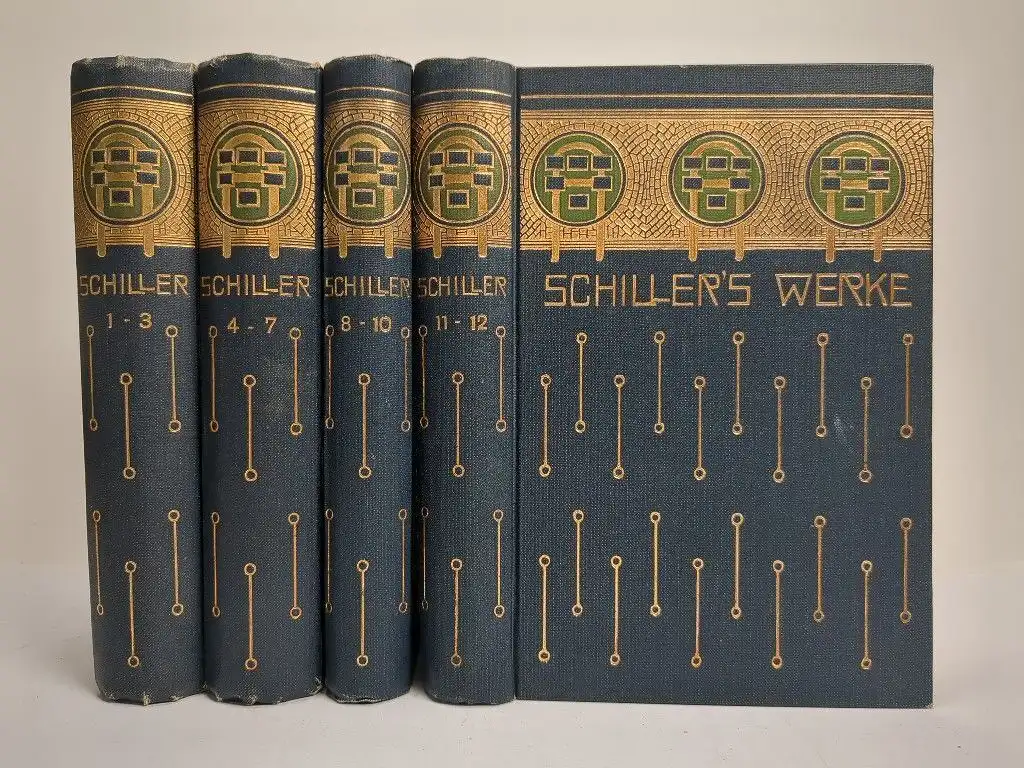 SCHILLER
1 - 3
SCHILLER
4 - 7
SCHILLER
8 - 10
SCHILLER
11 - 12
SCHILLER'S WERKE